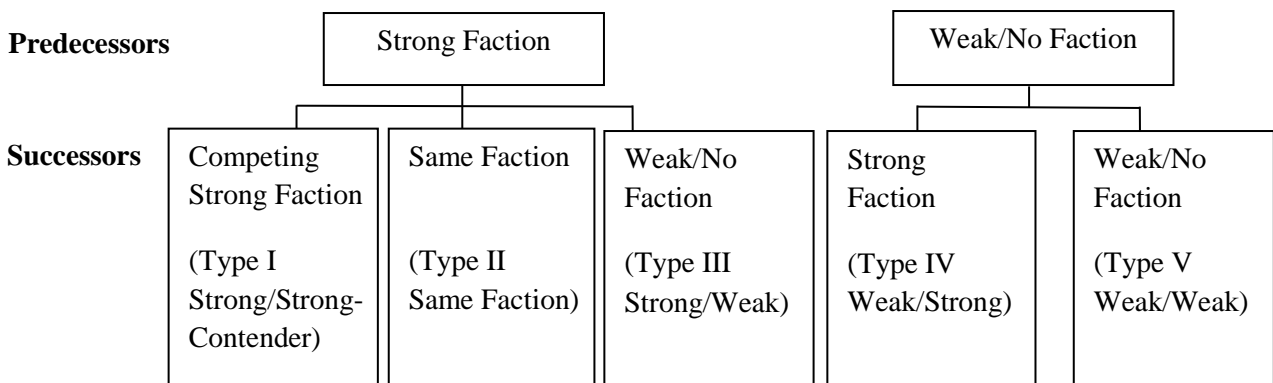 Predecessors
Strong Faction
Weak/No Faction
Successors
Competing
Strong Faction
(Type I
Strong/Strong-
Contender)
Same Faction
(Type II
Same Faction)
Weak/No
Faction
(Type III
Strong/Weak)
Strong
Faction
(Type IV
Weak/Strong)
Weak/No
Faction
(Type V
Weak/Weak)